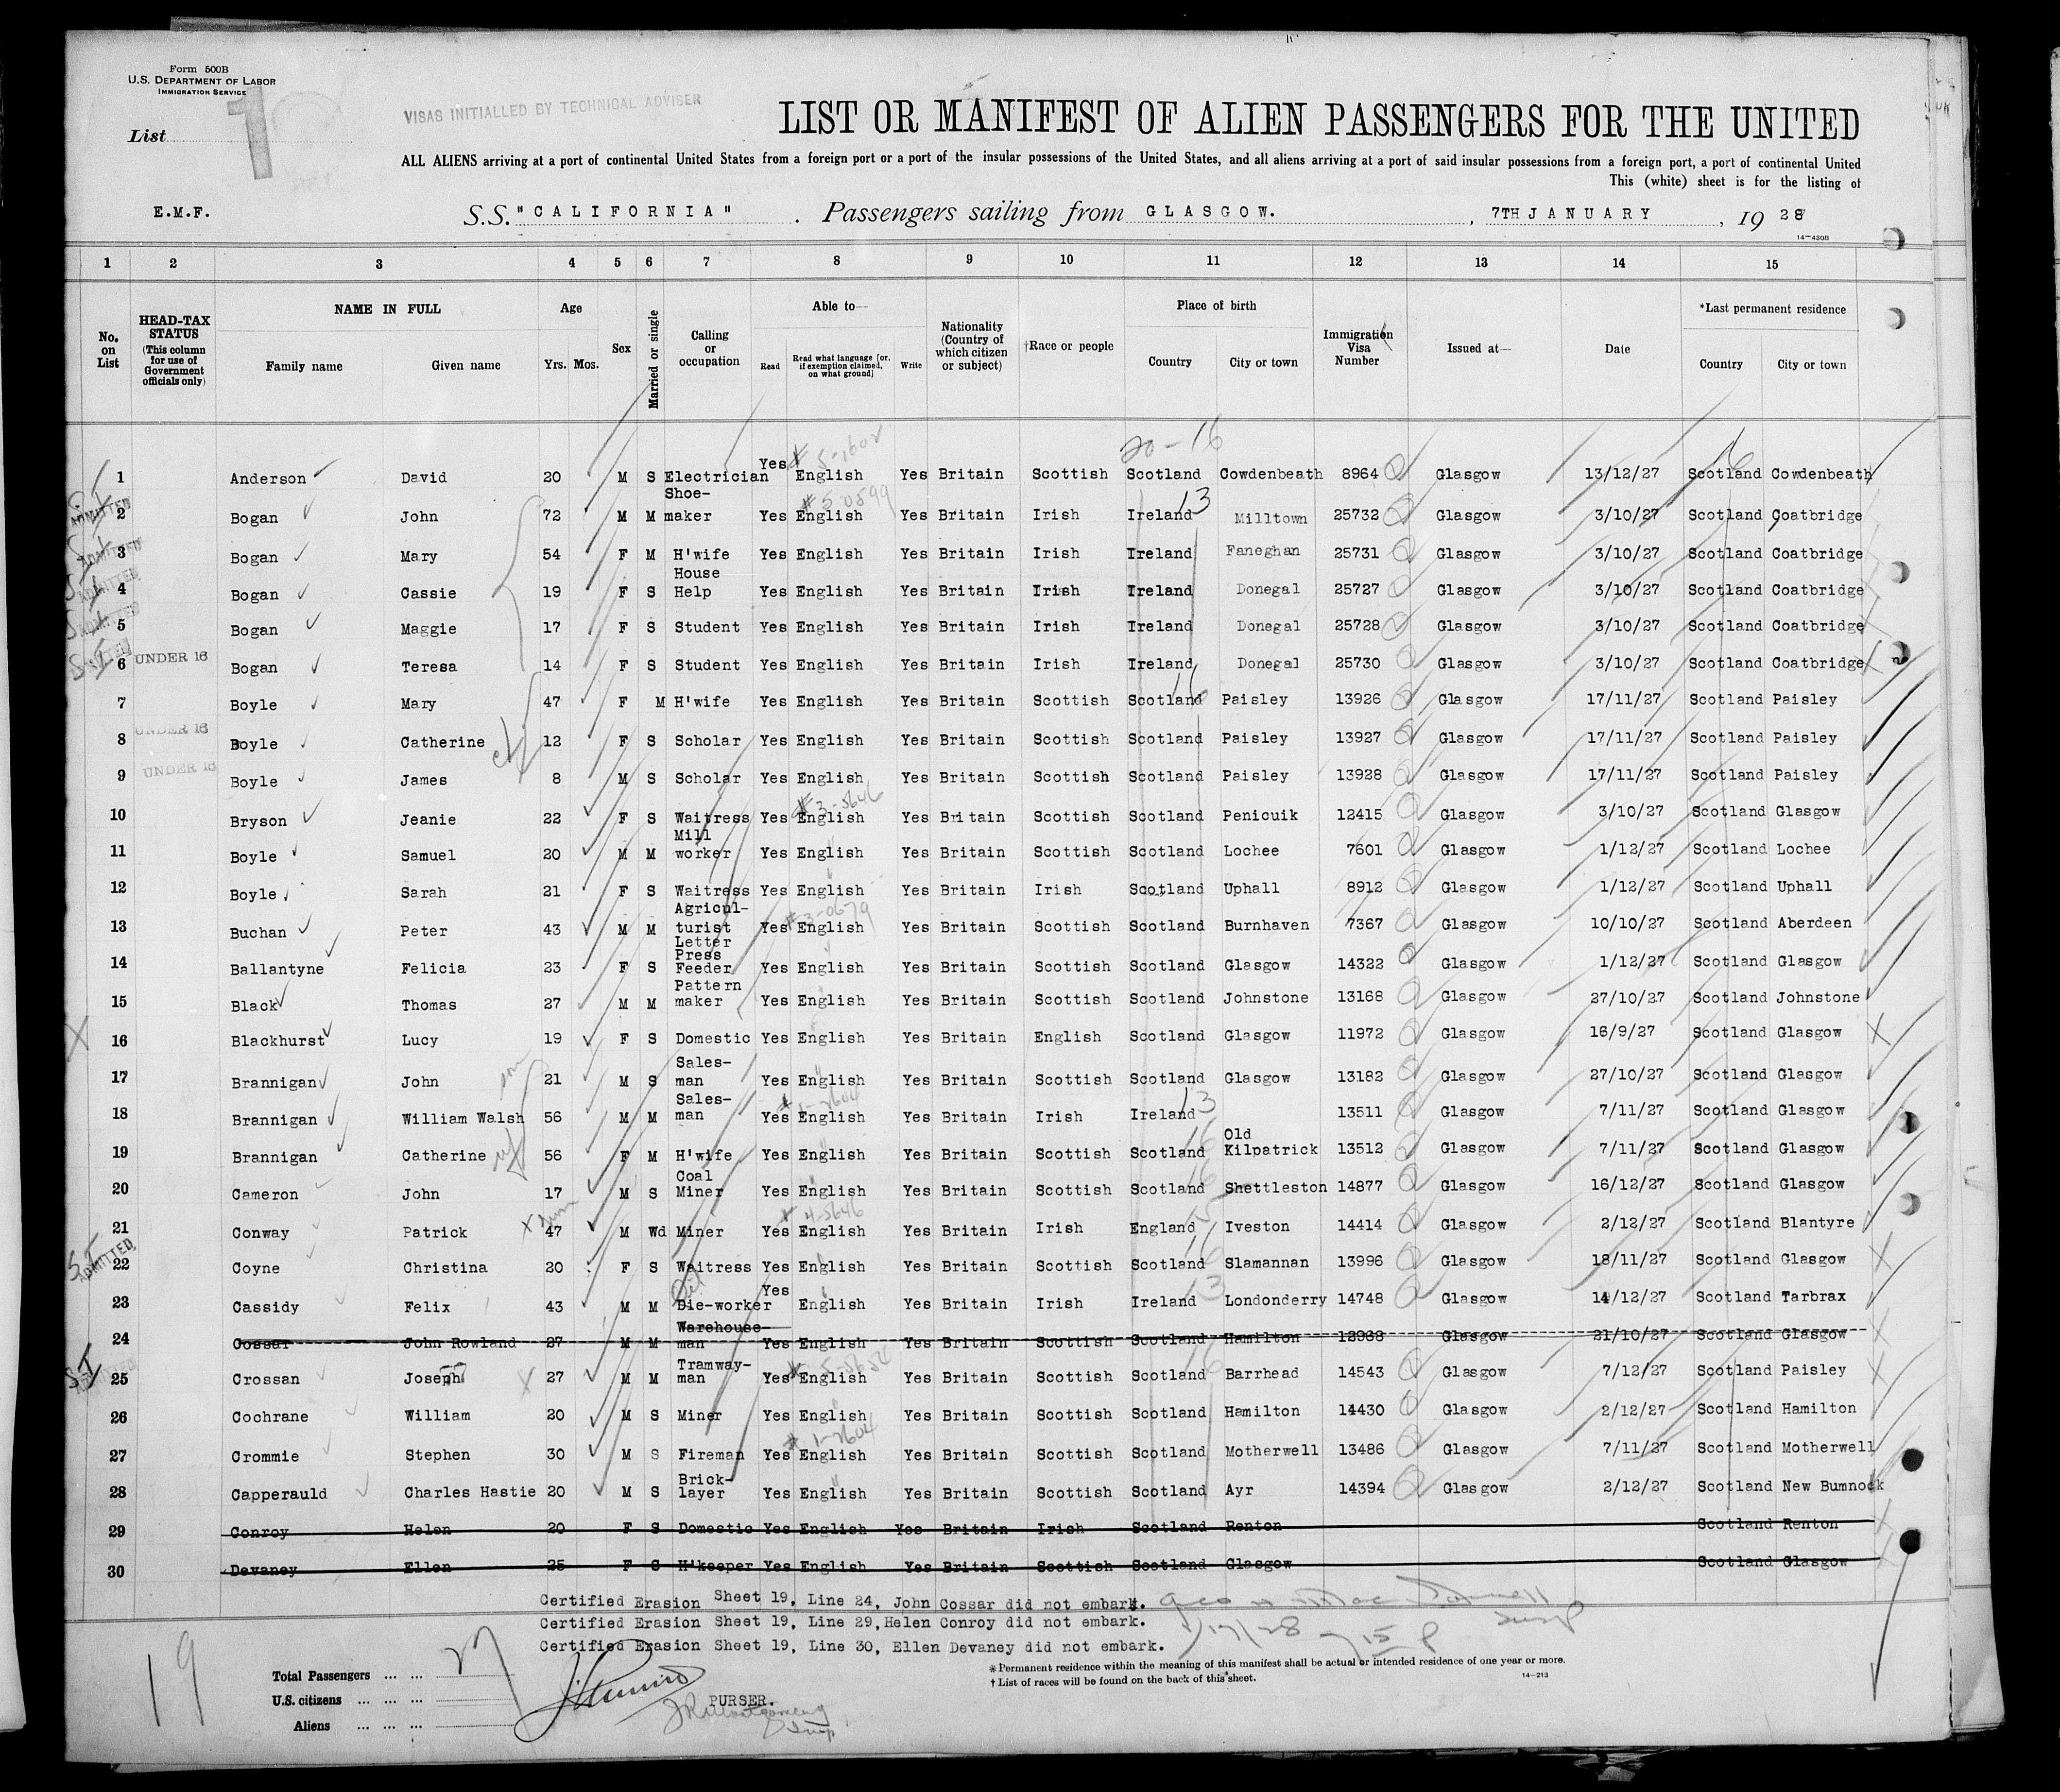 Form 500B
U.S. DEPARTMENT OF LABOR
IMMIGRATION SERVICE
List 1
VISAS INITIALLED BY TECHNICAL ADVISER
LIST OR MANIFEST OF ALIEN PASSENGERS FOR THE UNITED
ALL ALIENS arriving at a port of continental United States from a foreign port or a port of the insular possessions of the United States, and all aliens arriving at a port of said insular possessions from a foreign port, a port of continental United
This (white) sheet is for the listing of
E.M.F. S.S. "CALIFORNIA" . Passengers sailing from GLASGOW. , 7TH JANUARY , 19 28
14-420B
1 2 3 4 5 6 7 8 9 10 11 12 13 14 15
No. on List HEAD-TAX STATUS (This column for use of Government officials only) NAME IN FULL Family name Given name Age Yrs. Mos. Sex Married or single Calling or occupation Able to— Read Read what language [or, if exemption claimed, on what ground] Write Nationality (Country of which citizen or subject) †Race or people Place of birth Country City or town Immigration Visa Number Issued at— Date *Last permanent residence Country City or town
20-16 16
1 Anderson David 20 M S Electrician Yes English Yes Britain Scottish Scotland Cowdenbeath 8964 Glasgow 13/12/27 Scotland Cowdenbeath
ADMITTED 2 Bogan John 72 M M Shoe-maker Yes English Yes Britain Irish Ireland 13 Milltown 25732 Glasgow 3/10/27 Scotland Coatbridge
ADMITTED 3 Bogan Mary 54 F M H'wife Yes English Yes Britain Irish Ireland Faneghan 25731 Glasgow 3/10/27 Scotland Coatbridge
ADMITTED 4 Bogan Cassie 19 F S House Help Yes English Yes Britain Irish Ireland Donegal 25727 Glasgow 3/10/27 Scotland Coatbridge
ADMITTED 5 Bogan Maggie 17 F S Student Yes English Yes Britain Irish Ireland Donegal 25728 Glasgow 3/10/27 Scotland Coatbridge
ADMITTED 6 UNDER 16 Bogan Teresa 14 F S Student Yes English Yes Britain Irish Ireland Donegal 25730 Glasgow 3/10/27 Scotland Coatbridge
7 Boyle Mary 47 F M H'wife Yes English Yes Britain Scottish Scotland 16 Paisley 13926 Glasgow 17/11/27 Scotland Paisley
8 UNDER 16 Boyle Catherine 12 F S Scholar Yes English Yes Britain Scottish Scotland Paisley 13927 Glasgow 17/11/27 Scotland Paisley
9 UNDER 16 Boyle James 8 M S Scholar Yes English Yes Britain Scottish Scotland Paisley 13928 Glasgow 17/11/27 Scotland Paisley
10 Bryson Jeanie 22 F S Waitress Yes English Yes Britain Scottish Scotland Penicuik 12415 Glasgow 3/10/27 Scotland Glasgow
11 Boyle Samuel 20 M M Mill worker Yes English Yes Britain Scottish Scotland Lochee 7601 Glasgow 1/12/27 Scotland Lochee
12 Boyle Sarah 21 F S Waitress Yes English Yes Britain Irish Scotland Uphall 8912 Glasgow 1/12/27 Scotland Uphall
13 Buchan Peter 43 M M Agricul-turist Yes English Yes Britain Scottish Scotland Burnhaven 7367 Glasgow 10/10/27 Scotland Aberdeen
14 Ballantyne Felicia 23 F S Letter Press Feeder Yes English Yes Britain Scottish Scotland Glasgow 14322 Glasgow 1/12/27 Scotland Glasgow
15 Black Thomas 27 M M Pattern maker Yes English Yes Britain Scottish Scotland Johnstone 13168 Glasgow 27/10/27 Scotland Johnstone
16 Blackhurst Lucy 19 F S Domestic Yes English Yes Britain English Scotland Glasgow 11972 Glasgow 16/9/27 Scotland Glasgow
17 Brannigan John 21 M S Sales-man Yes English Yes Britain Scottish Scotland Glasgow 13182 Glasgow 27/10/27 Scotland Glasgow
18 Brannigan William Walsh 56 M M Sales-man Yes English Yes Britain Irish Ireland 13 13511 Glasgow 7/11/27 Scotland Glasgow
19 Brannigan Catherine 56 F M H'wife Yes English Yes Britain Scottish Scotland 16 Old Kilpatrick 13512 Glasgow 7/11/27 Scotland Glasgow
20 Cameron John 17 M S Coal Miner Yes English Yes Britain Scottish Scotland 16 Shettleston 14877 Glasgow 16/12/27 Scotland Glasgow
21 Conway Patrick 47 M Wd Miner Yes English Yes Britain Irish England Iveston 14414 Glasgow 2/12/27 Scotland Blantyre
SI ADMITTED 22 Coyne Christina 20 F S Waitress Yes English Yes Britain Scottish Scotland 16 Slamannan 13996 Glasgow 18/11/27 Scotland Glasgow
23 Cassidy Felix 43 M M Die-worker Yes English Yes Britain Irish Ireland 13 Londonderry 14748 Glasgow 14/12/27 Scotland Tarbrax
24 Cossar John Rowland 27 M M Warehouse-man Yes English Yes Britain Scottish Scotland Hamilton 12938 Glasgow 21/10/27 Scotland Glasgow
SI 25 Crossan Joseph 27 M M Tramway-man Yes English Yes Britain Scottish Scotland 16 Barrhead 14543 Glasgow 7/12/27 Scotland Paisley
26 Cochrane William 20 M S Miner Yes English Yes Britain Scottish Scotland Hamilton 14430 Glasgow 2/12/27 Scotland Hamilton
27 Crommie Stephen 30 M S Fireman Yes English Yes Britain Scottish Scotland Motherwell 13486 Glasgow 7/11/27 Scotland Motherwell
28 Capperauld Charles Hastie 20 M S Brick-layer Yes English Yes Britain Scottish Scotland Ayr 14394 Glasgow 2/12/27 Scotland New Bumnock
29 Conroy Helen 20 F S Domestic Yes English Yes Britain Irish Scotland Renton Scotland Renton
30 Devaney Ellen 25 F S H'keeper Yes English Yes Britain Scottish Scotland Glasgow Scotland Glasgow
Certified Erasion Sheet 19, Line 24, John Cossar did not embark.
Certified Erasion Sheet 19, Line 29, Helen Conroy did not embark.
Certified Erasion Sheet 19, Line 30, Ellen Devaney did not embark.
19
Total Passengers ... ... 27
U.S. citizens ... ... ...
Aliens ... ... ...
PURSER.
*Permanent residence within the meaning of this manifest shall be actual or intended residence of one year or more.
† List of races will be found on the back of this sheet.
14-213